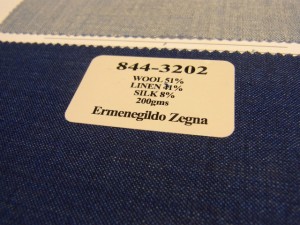 844-3202
WOOL 51%
LINEN 41%
SILK 8%
200gms
Ermenegildo Zegna